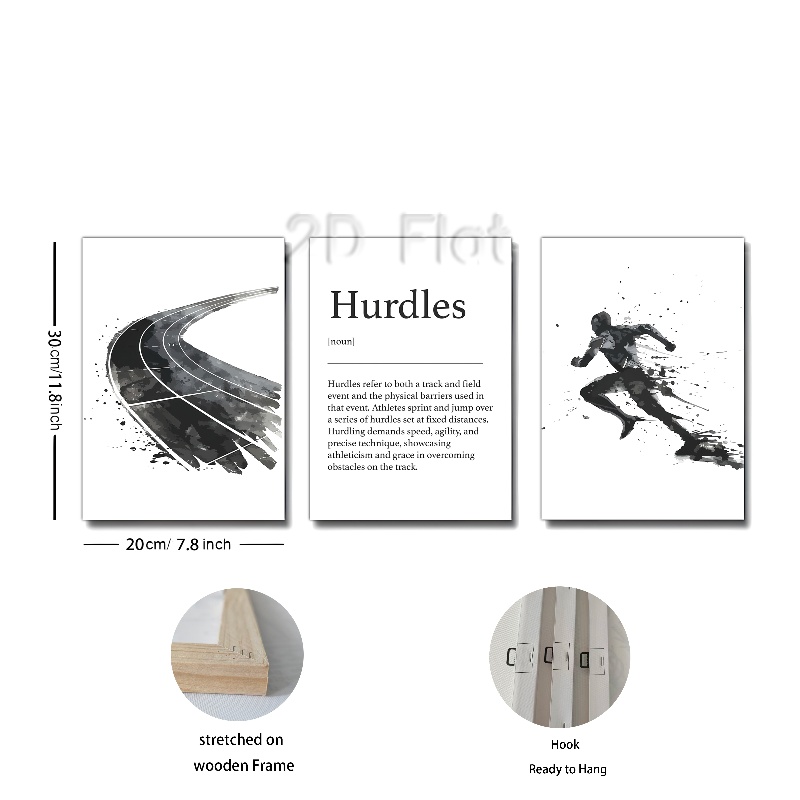 2D Flat
Hurdles
[noun]
Hurdles refer to both a track and field
event and the physical barriers used in
that event. Athletes sprint and jump over
a series of hurdles set at fixed distances.
Hurdling demands speed, agility, and
precise technique, showcasing
athleticism and grace in overcoming
obstacles on the track.
30cm/11.8inch
20cm/ 7.8 inch
stretched on
wooden Frame
Hook
Ready to Hang